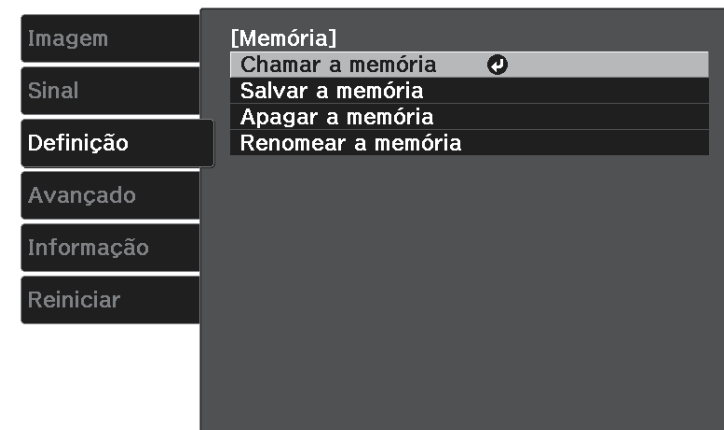 Imagem
Sinal
Definição
Avançado
Informação
Reiniciar
[Memória]
Chamar a memória
Salvar a memória
Apagar a memória
Renomear a memória